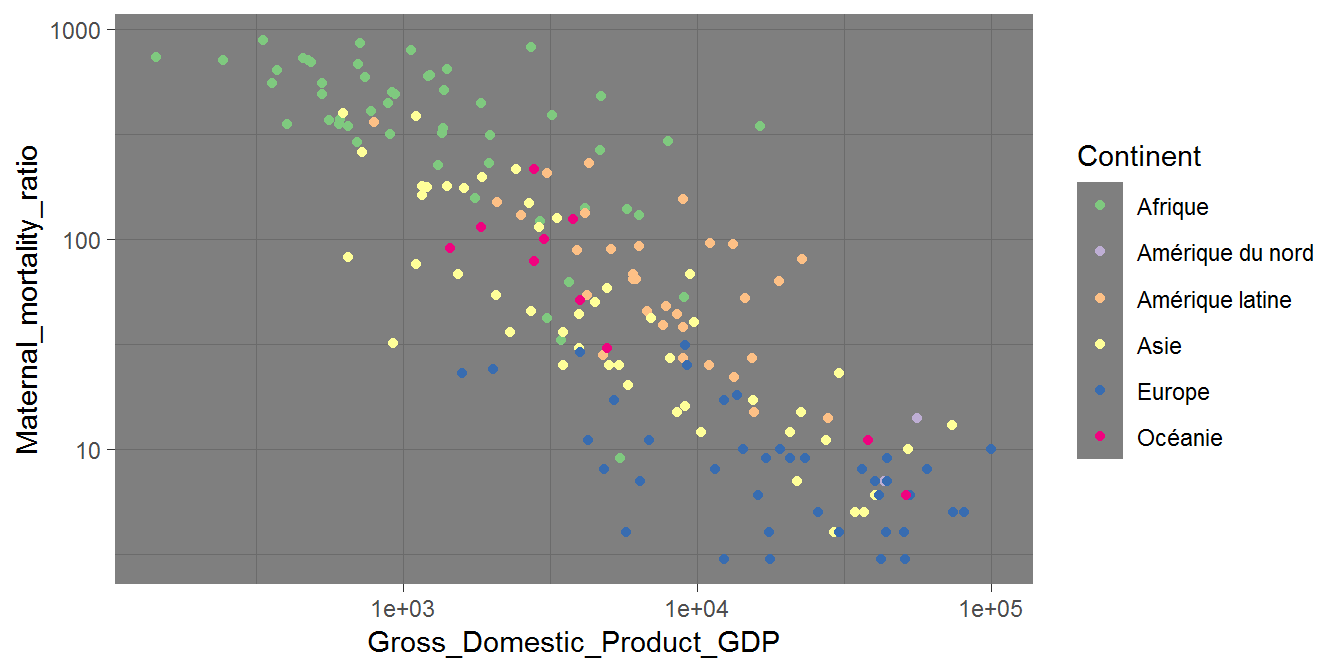 Maternal_mortality_ratio
1000
100
10
1e+03
1e+04
1e+05
Gross_Domestic_Product_GDP
Continent
Afrique
Amérique du nord
Amérique latine
Asie
Europe
Océanie